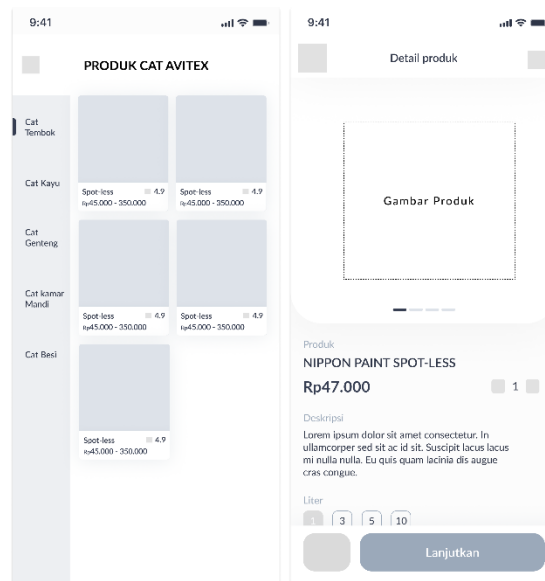 9:41
PRODUK CAT AVITEX
Cat
Tembok
Cat Kayu
Cat
Genteng
Cat kamar
Mandi
Cat Besi
Spot-less 4.9
Rp45.000 - 350.000
Spot-less 4.9
Rp45.000 - 350.000
Spot-less 4.9
Rp45.000 - 350.000
Spot-less 4.9
Rp45.000 - 350.000
Spot-less 4.9
Rp45.000 - 350.000
9:41
Detail produk
Gambar Produk
Produk
NIPPON PAINT SPOT-LESS
Rp47.000 1
Deskripsi
Lorem ipsum dolor sit amet consectetur. In
ullamcorper sed sit ac id sit. Suscipit lacus lacus
mi nulla nulla. Eu quis quam lacinia dis augue
cras congue.
Liter
1 3 5 10
Lanjutkan